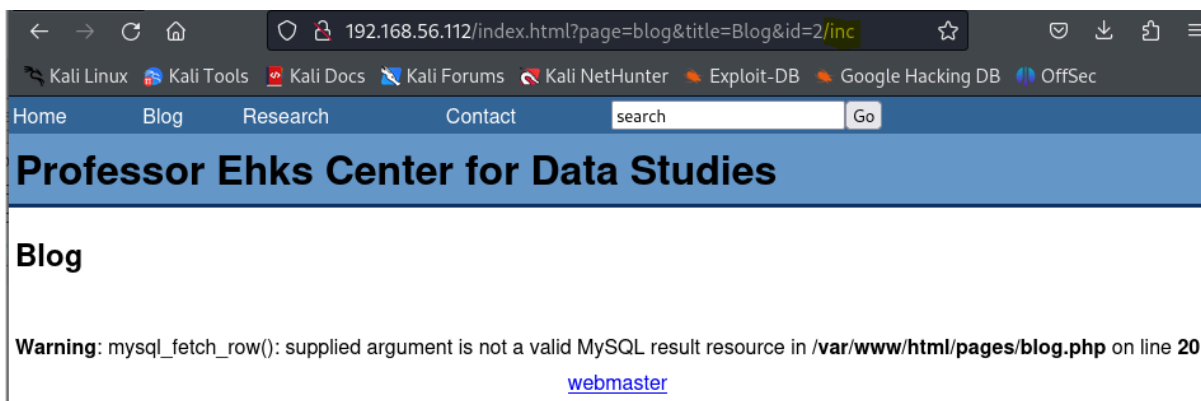 192.168.56.112/index.html?page=blog&title=Blog&id=2/inc
Kali Linux Kali Tools Kali Docs Kali Forums Kali NetHunter Exploit-DB Google Hacking DB OffSec
Home Blog Research Contact search Go
Professor Ehks Center for Data Studies
Blog
Warning: mysql_fetch_row(): supplied argument is not a valid MySQL result resource in /var/www/html/pages/blog.php on line 20
webmaster